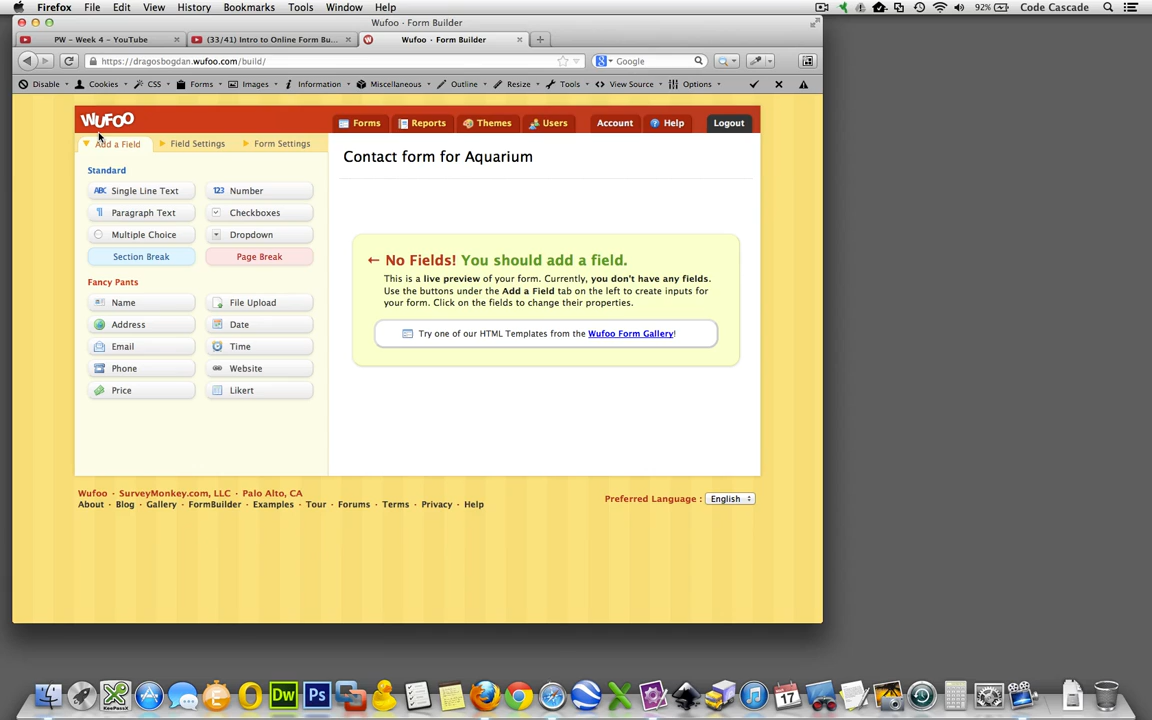 Firefox File Edit View History Bookmarks Tools Window Help 92% Code Cascade
Wufoo · Form Builder
PW - Week 4 - YouTube (33/41) Intro to Online Form Bu... Wufoo · Form Builder
https://dragosbogdan.wufoo.com/build/ Google
Disable Cookies CSS Forms Images Information Miscellaneous Outline Resize Tools View Source Options
WUFOO Forms Reports Themes Users Account Help Logout
Add a Field Field Settings Form Settings
Contact form for Aquarium
Standard
ABC Single Line Text 123 Number
Paragraph Text Checkboxes
Multiple Choice Dropdown
Section Break Page Break
Fancy Pants
Name File Upload
Address Date
Email Time
Phone Website
Price Likert
← No Fields! You should add a field.
This is a live preview of your form. Currently, you don't have any fields.
Use the buttons under the Add a Field tab on the left to create inputs for
your form. Click on the fields to change their properties.
Try one of our HTML Templates from the Wufoo Form Gallery!
Wufoo · SurveyMonkey.com, LLC · Palo Alto, CA
About · Blog · Gallery · FormBuilder · Examples · Tour · Forums · Terms · Privacy · Help
Preferred Language : English
Dw Ps 17